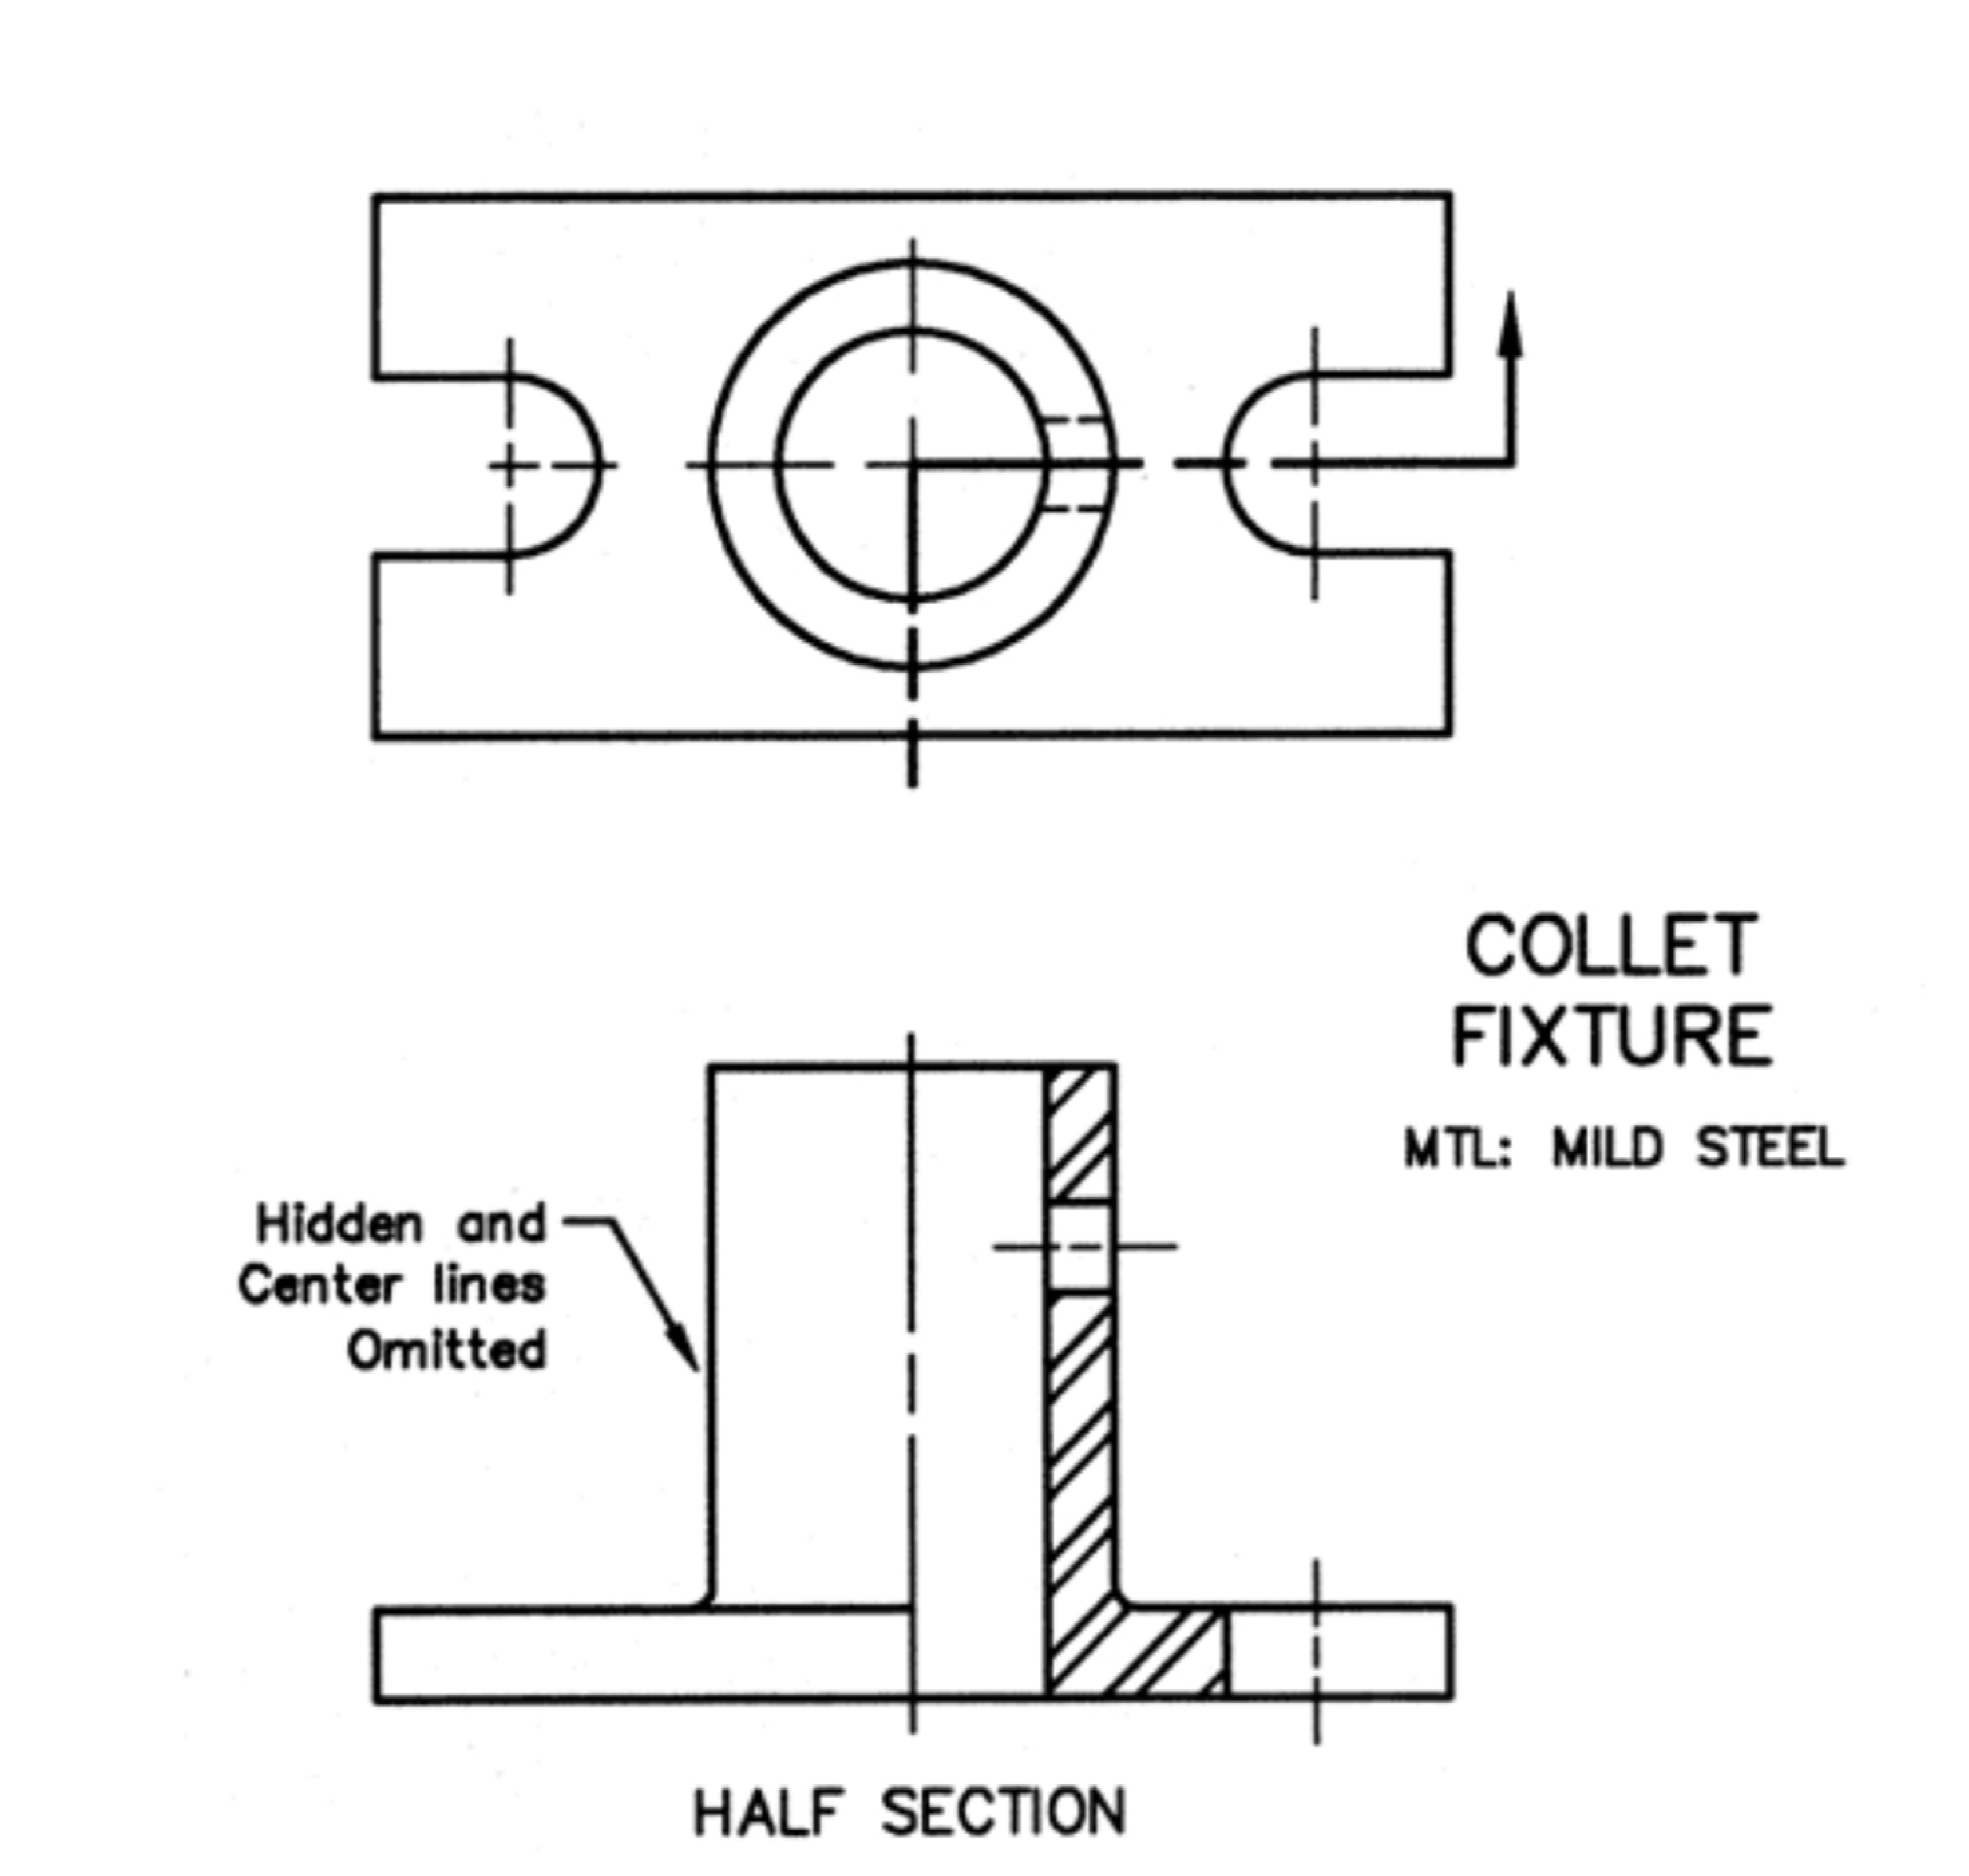 COLLET
FIXTURE
MTL: MILD STEEL
Hidden and
Center lines
Omitted
HALF SECTION